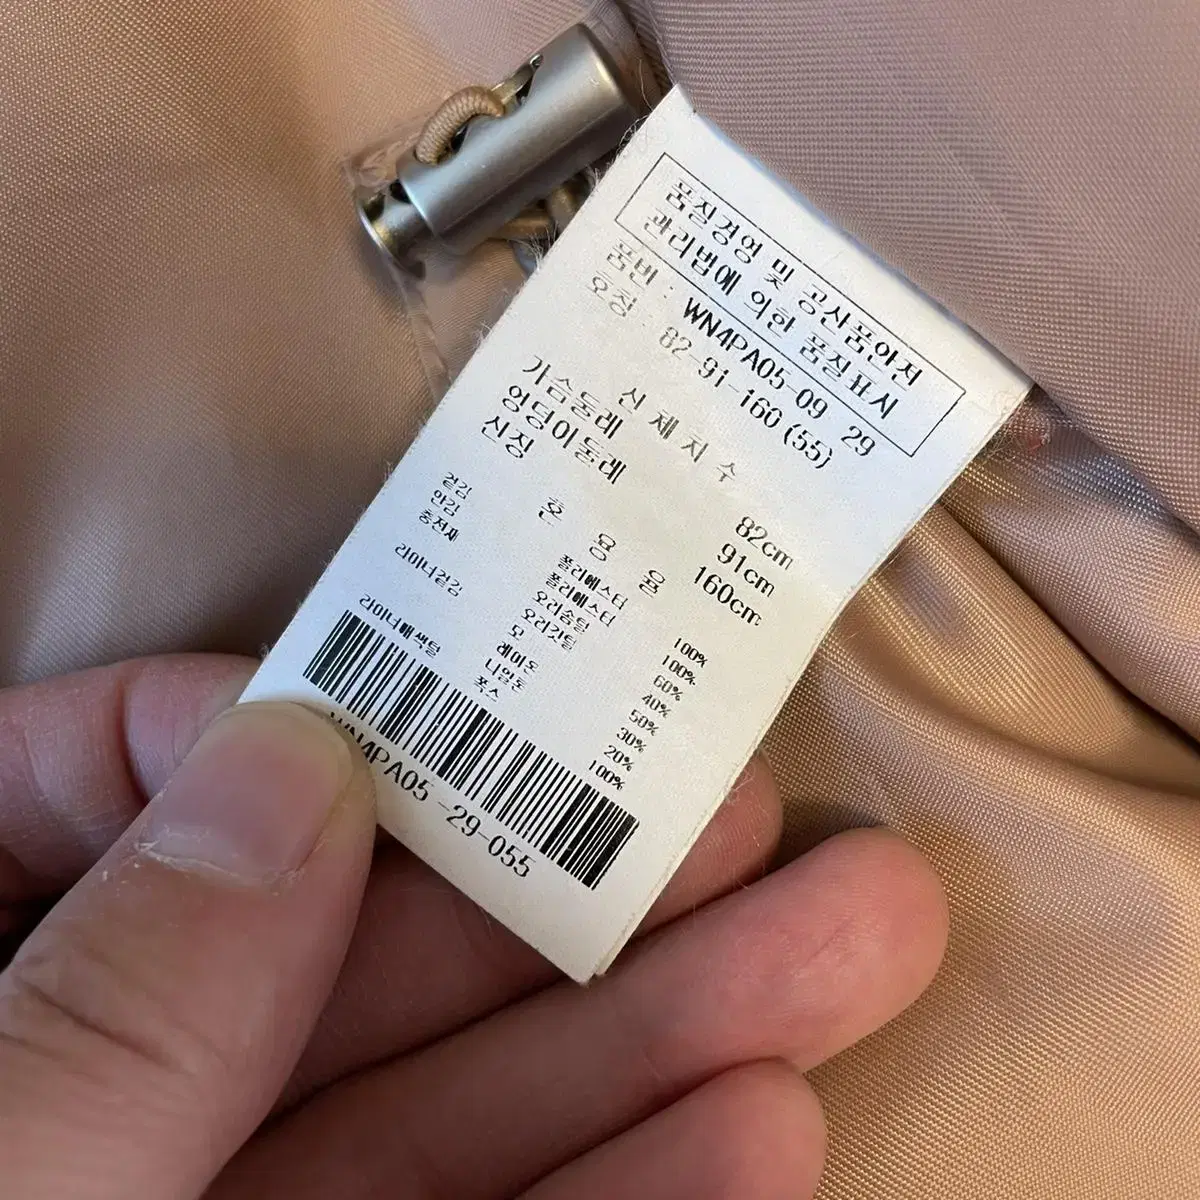 품질경영 및 공산품안전
관리법에 의한 품질표시
품번 : WN4PA05-09 29
호칭 : 82-91-160(55)
신 체 치 수
가슴둘레 82cm
엉덩이둘레 91cm
신장 160cm
혼 용 율
겉감 폴리에스터 100%
안감 폴리에스터 100%
충전재 오리솜털 60%
오리깃털 40%
라이너겉감 모 50%
레이온 30%
나일론 20%
라이너배색털 폭스 100%
WN4PA05-29-055